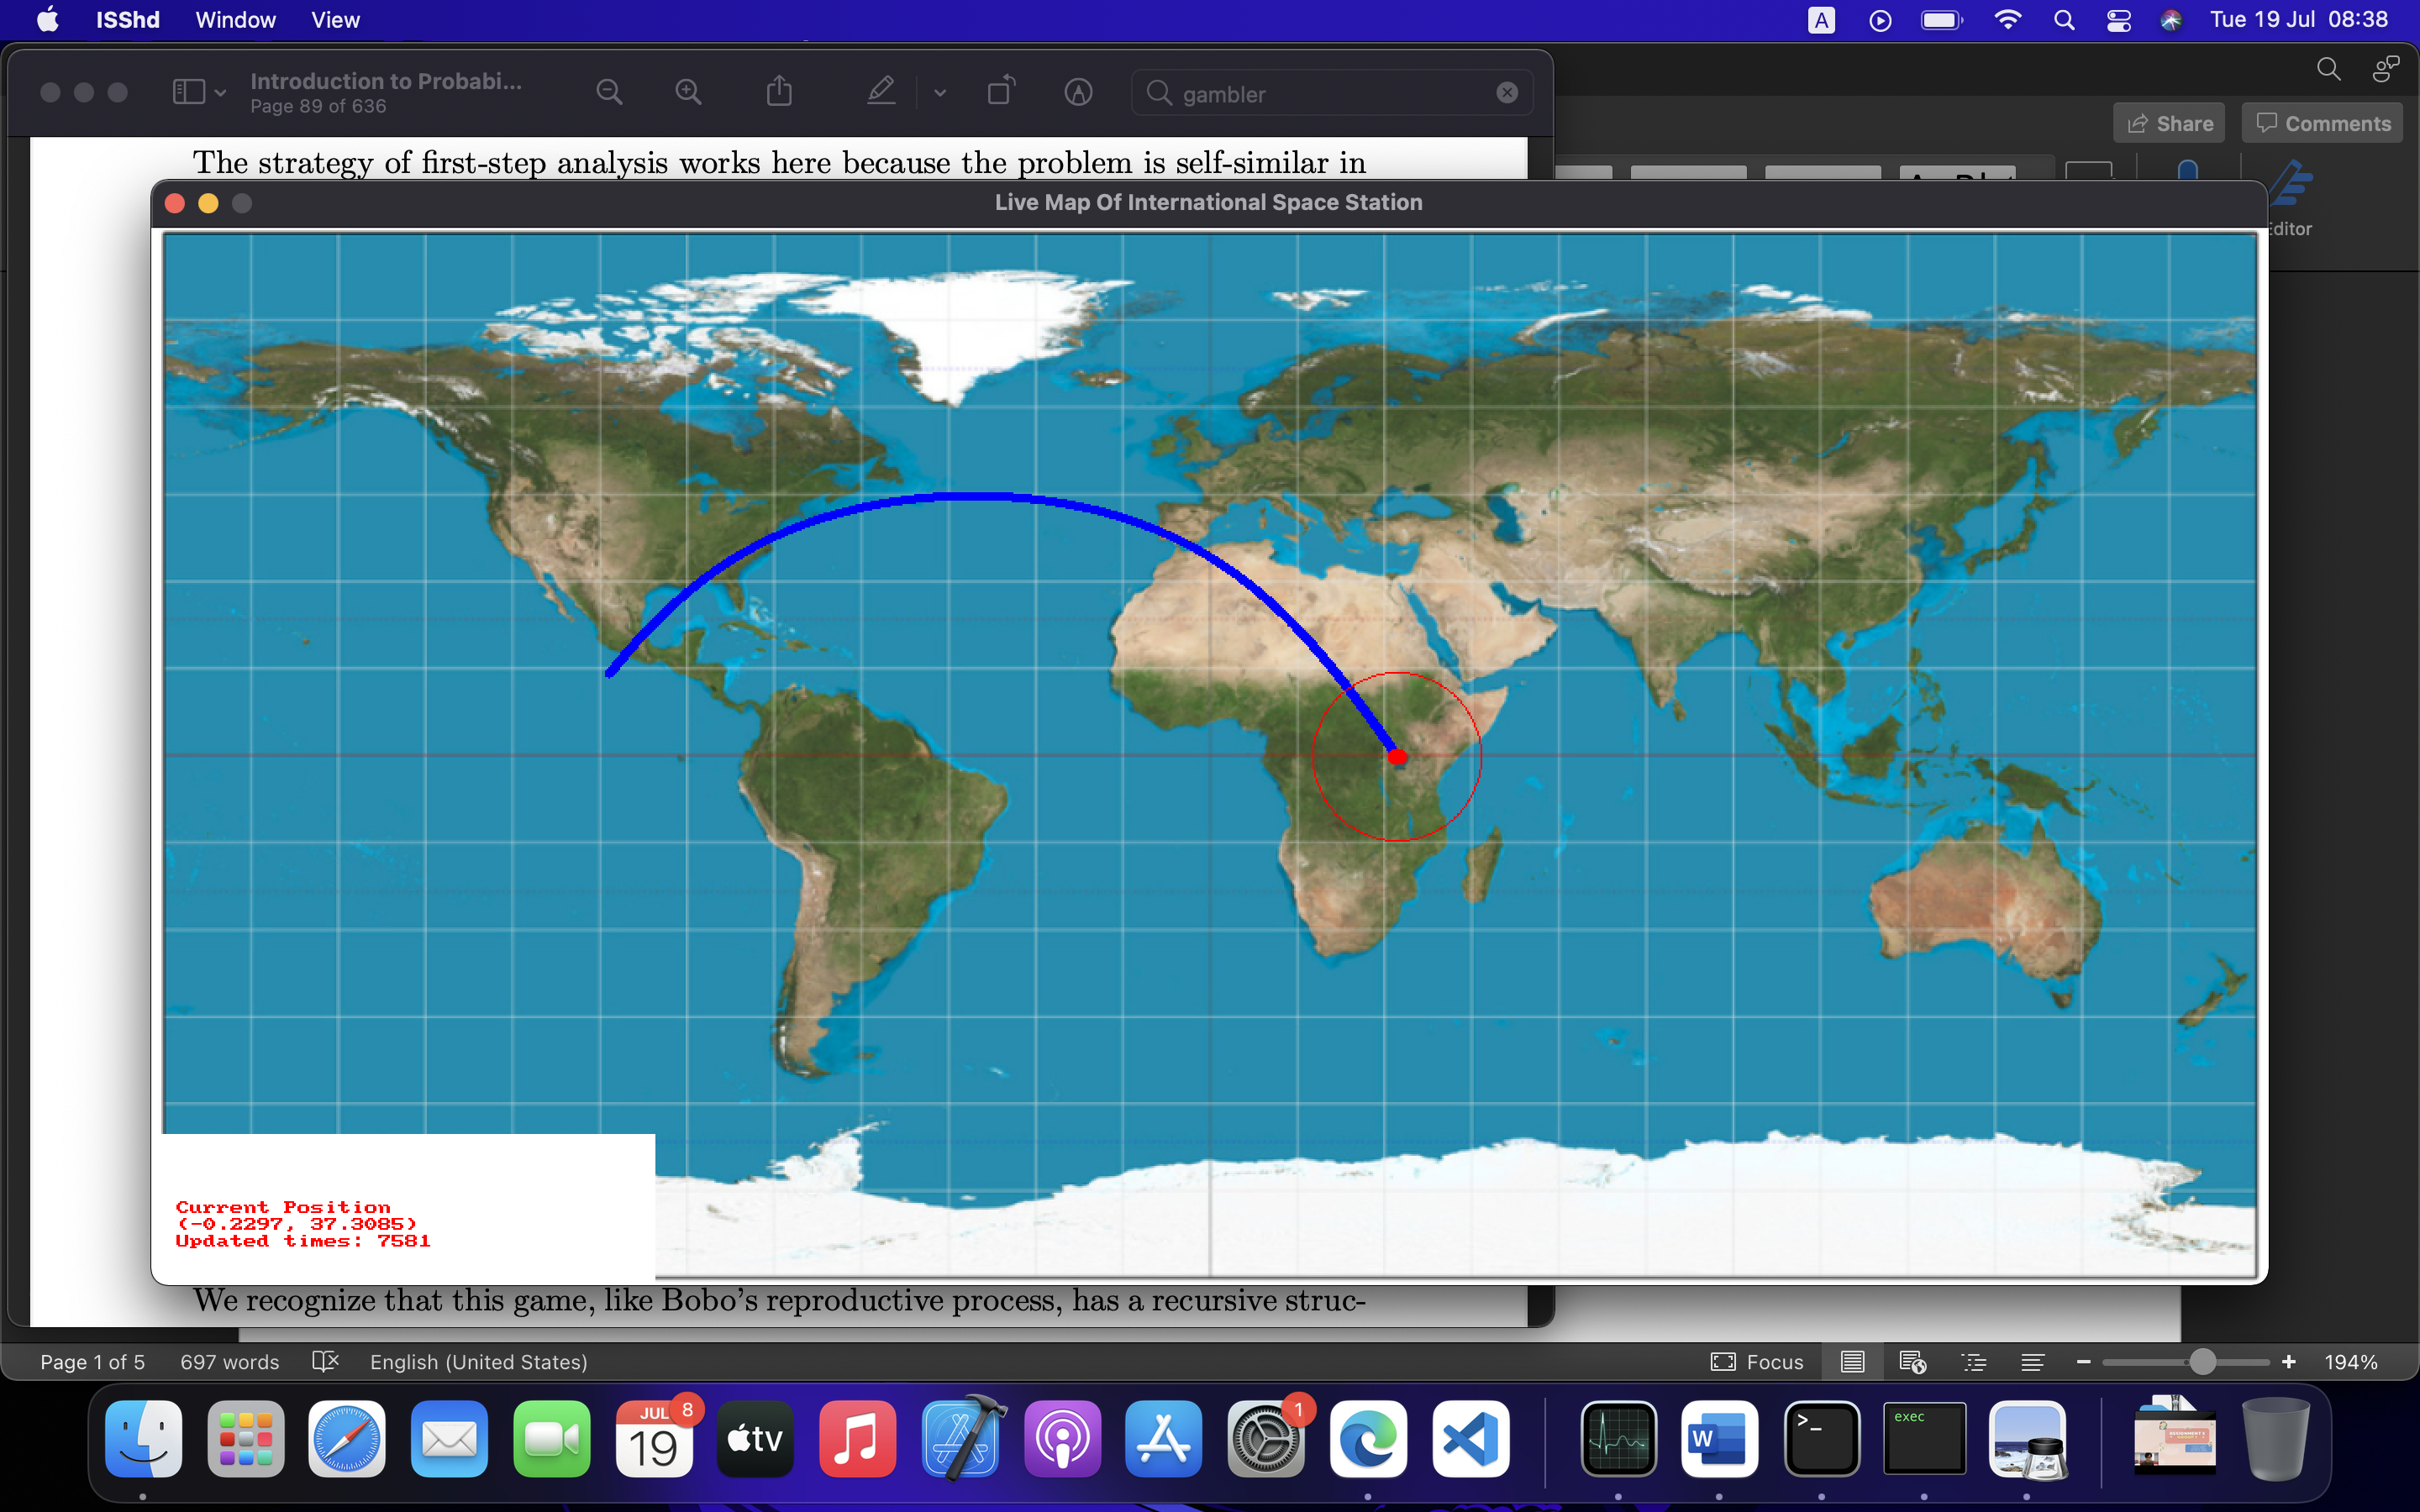 ISShd Window View
A Tue 19 Jul 08:38
Introduction to Probabi...
Page 89 of 636
gambler
Share Comments
The strategy of first-step analysis works here because the problem is self-similar in
Live Map Of International Space Station
Editor
Current Position
(-0.2297, 37.3085)
Updated times: 7581
We recognize that this game, like Bobo's reproductive process, has a recursive struc-
Page 1 of 5 697 words English (United States) Focus 194%
JUL 8
19
tv
1
W
>_
exec